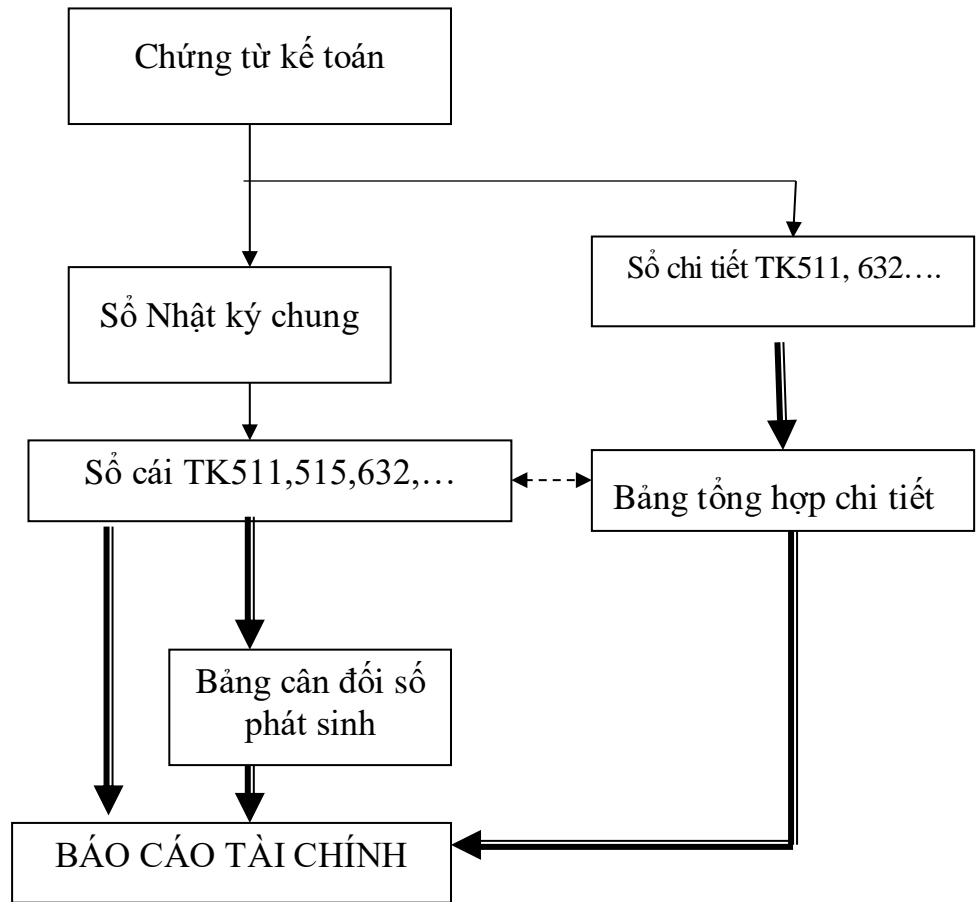 Chứng từ kế toán
Sổ chi tiết TK511, 632….
Sổ Nhật ký chung
Sổ cái TK511,515,632,…
Bảng tổng hợp chi tiết
Bảng cân đối số
phát sinh
BÁO CÁO TÀI CHÍNH